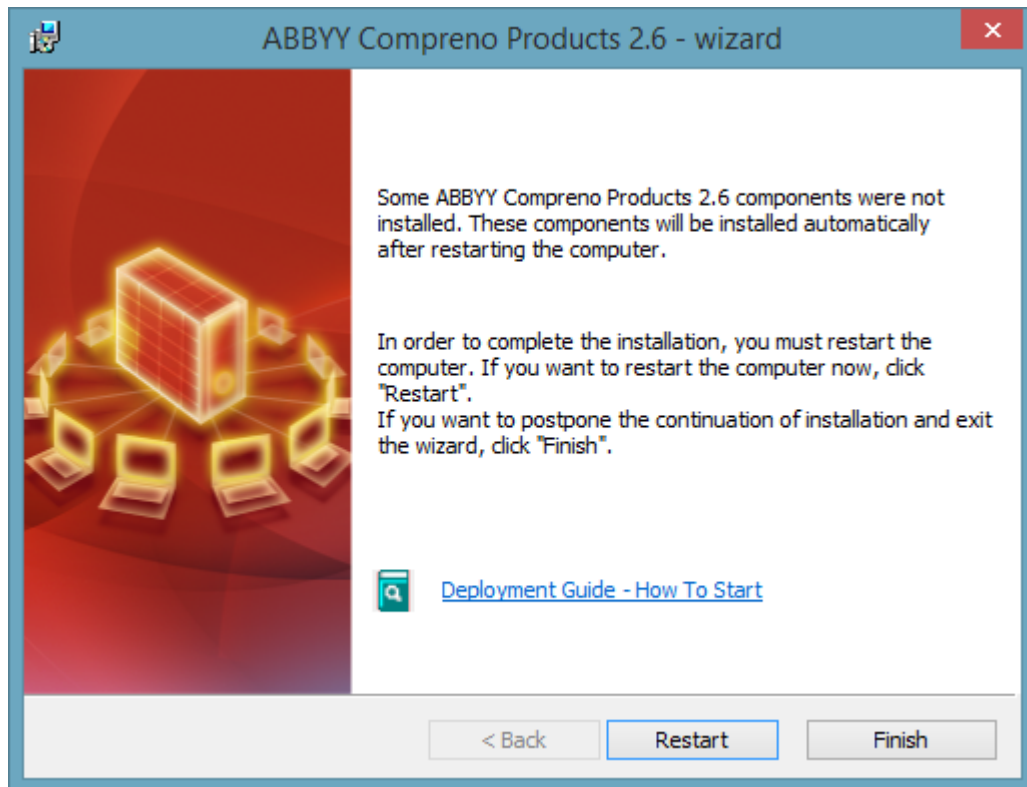 ABBYY Compreno Products 2.6 - wizard
Some ABBYY Compreno Products 2.6 components were not
installed. These components will be installed automatically
after restarting the computer.
In order to complete the installation, you must restart the
computer. If you want to restart the computer now, click
"Restart".
If you want to postpone the continuation of installation and exit
the wizard, click "Finish".
Deployment Guide - How To Start
< Back Restart Finish